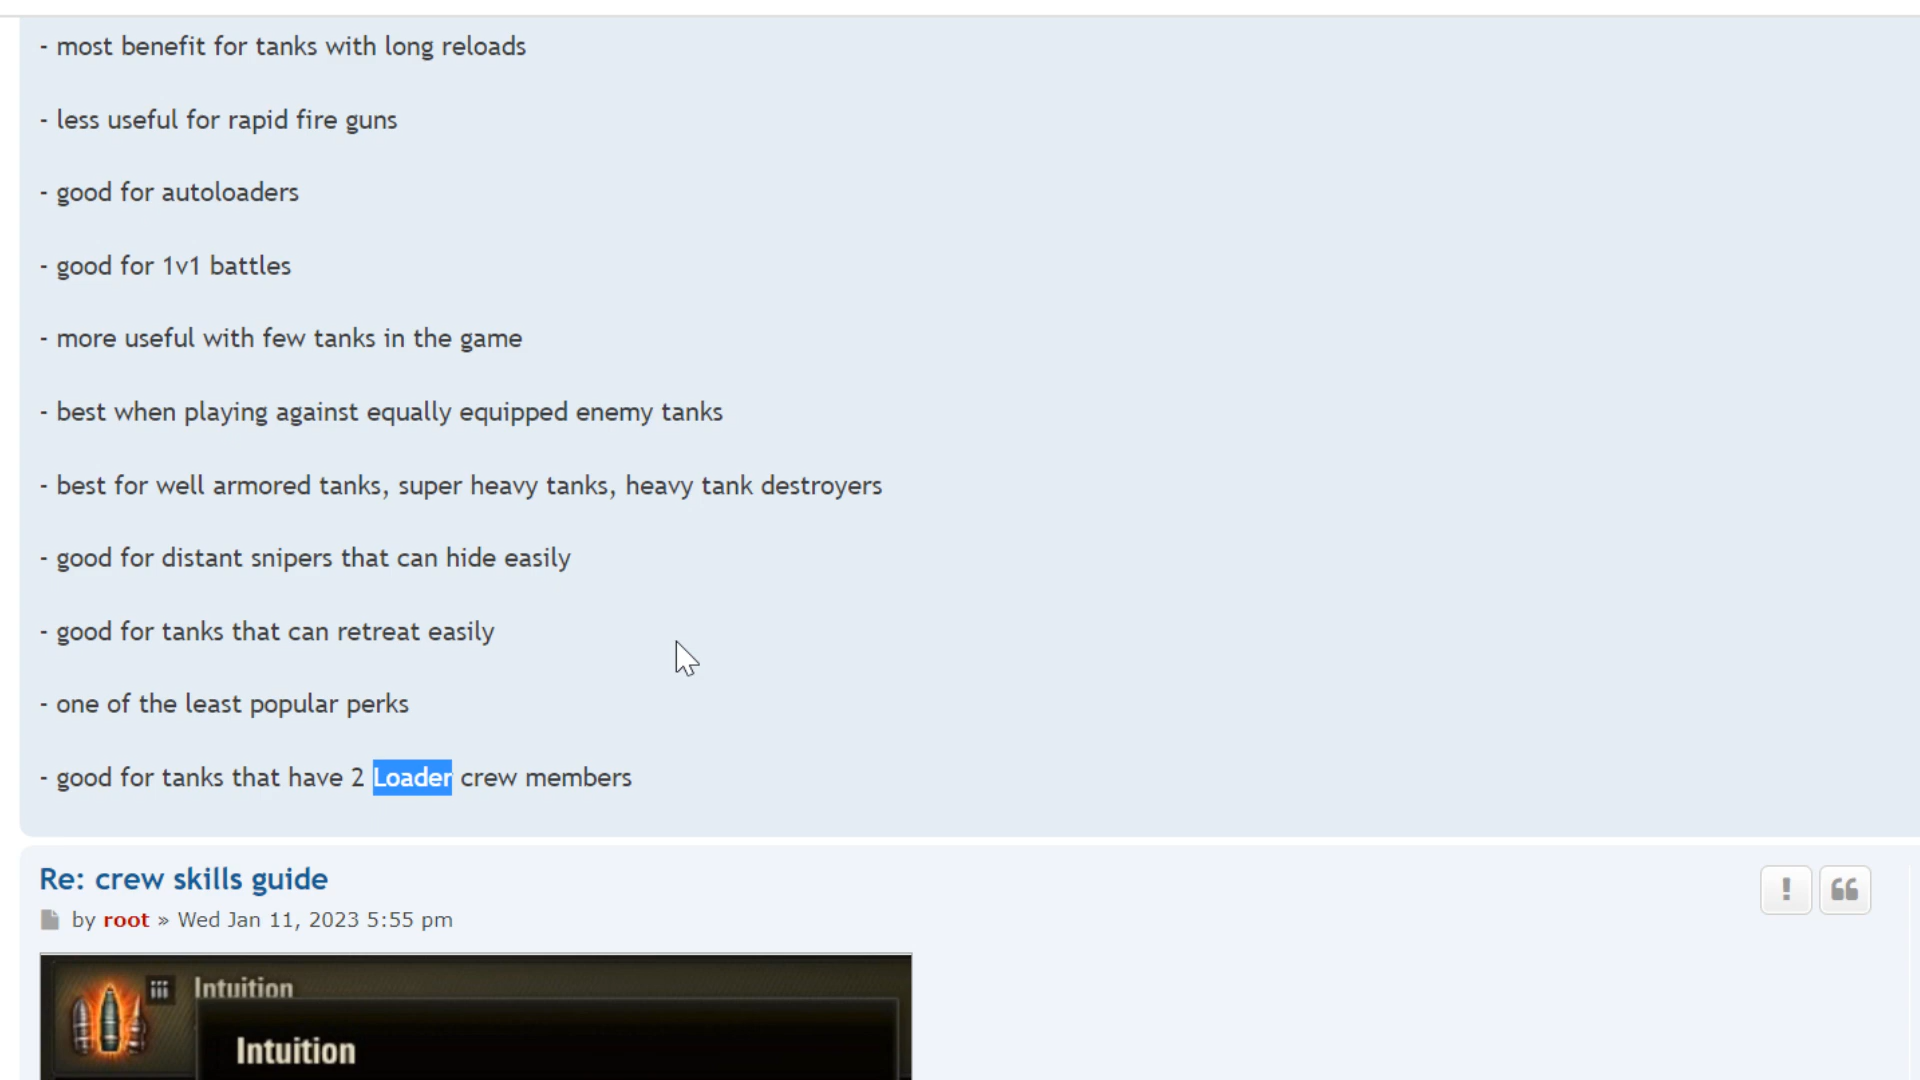 - most benefit for tanks with long reloads
- less useful for rapid fire guns
- good for autoloaders
- good for 1v1 battles
- more useful with few tanks in the game
- best when playing against equally equipped enemy tanks
- best for well armored tanks, super heavy tanks, heavy tank destroyers
- good for distant snipers that can hide easily
- good for tanks that can retreat easily
- one of the least popular perks
- good for tanks that have 2 Loader crew members
Re: crew skills guide
by root » Wed Jan 11, 2023 5:55 pm
iii Intuition
Intuition